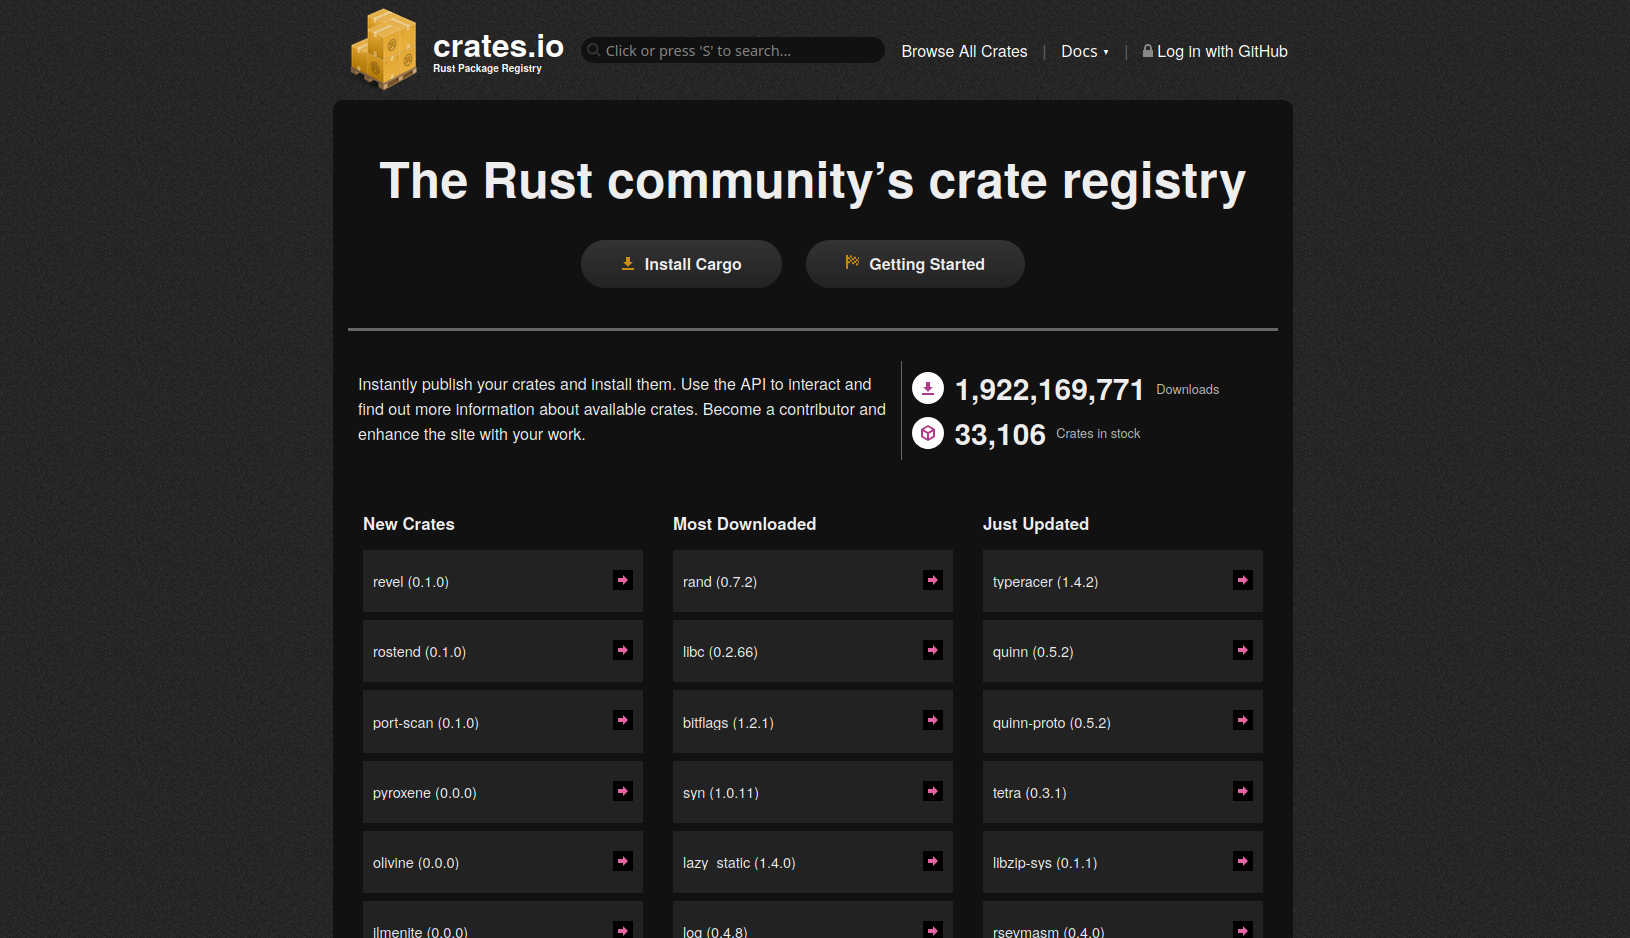 crates.io
Rust Package Registry
Click or press 'S' to search...
Browse All Crates | Docs ▾ | Log in with GitHub
The Rust community’s crate registry
Install Cargo
Getting Started
Instantly publish your crates and install them. Use the API to interact and
find out more information about available crates. Become a contributor and
enhance the site with your work.
1,922,169,771 Downloads
33,106 Crates in stock
New Crates
revel (0.1.0)
rostend (0.1.0)
port-scan (0.1.0)
pyroxene (0.0.0)
olivine (0.0.0)
ilmenite (0.0.0)
Most Downloaded
rand (0.7.2)
libc (0.2.66)
bitflags (1.2.1)
syn (1.0.11)
lazy_static (1.4.0)
log (0.4.8)
Just Updated
typeracer (1.4.2)
quinn (0.5.2)
quinn-proto (0.5.2)
tetra (0.3.1)
libzip-sys (0.1.1)
rsevmasm (0.4.0)